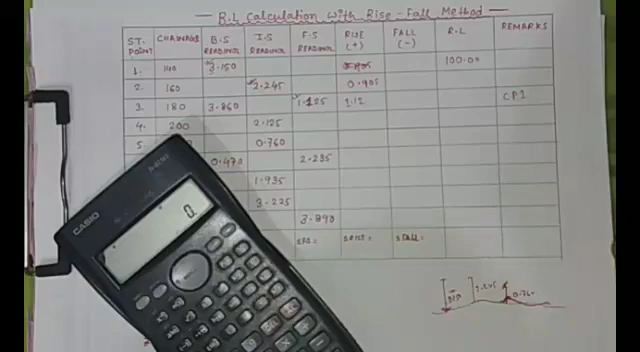 R.L Calculation With Rise-Fall Method
ST. POINT CHAINAGE B.S READING I.S READING F.S READING RISE (+) FALL (-) R.L REMARKS
1. 140 3.150 100.00
2. 160 2.245 0.905
3. 180 3.860 1.125 1.12 CP1
4. 200 2.125
5. 0.760
0.470 2.235
1.935
3.225
3.890
ΣFS= ΣRISE= ΣFALL=
CASIO
0.